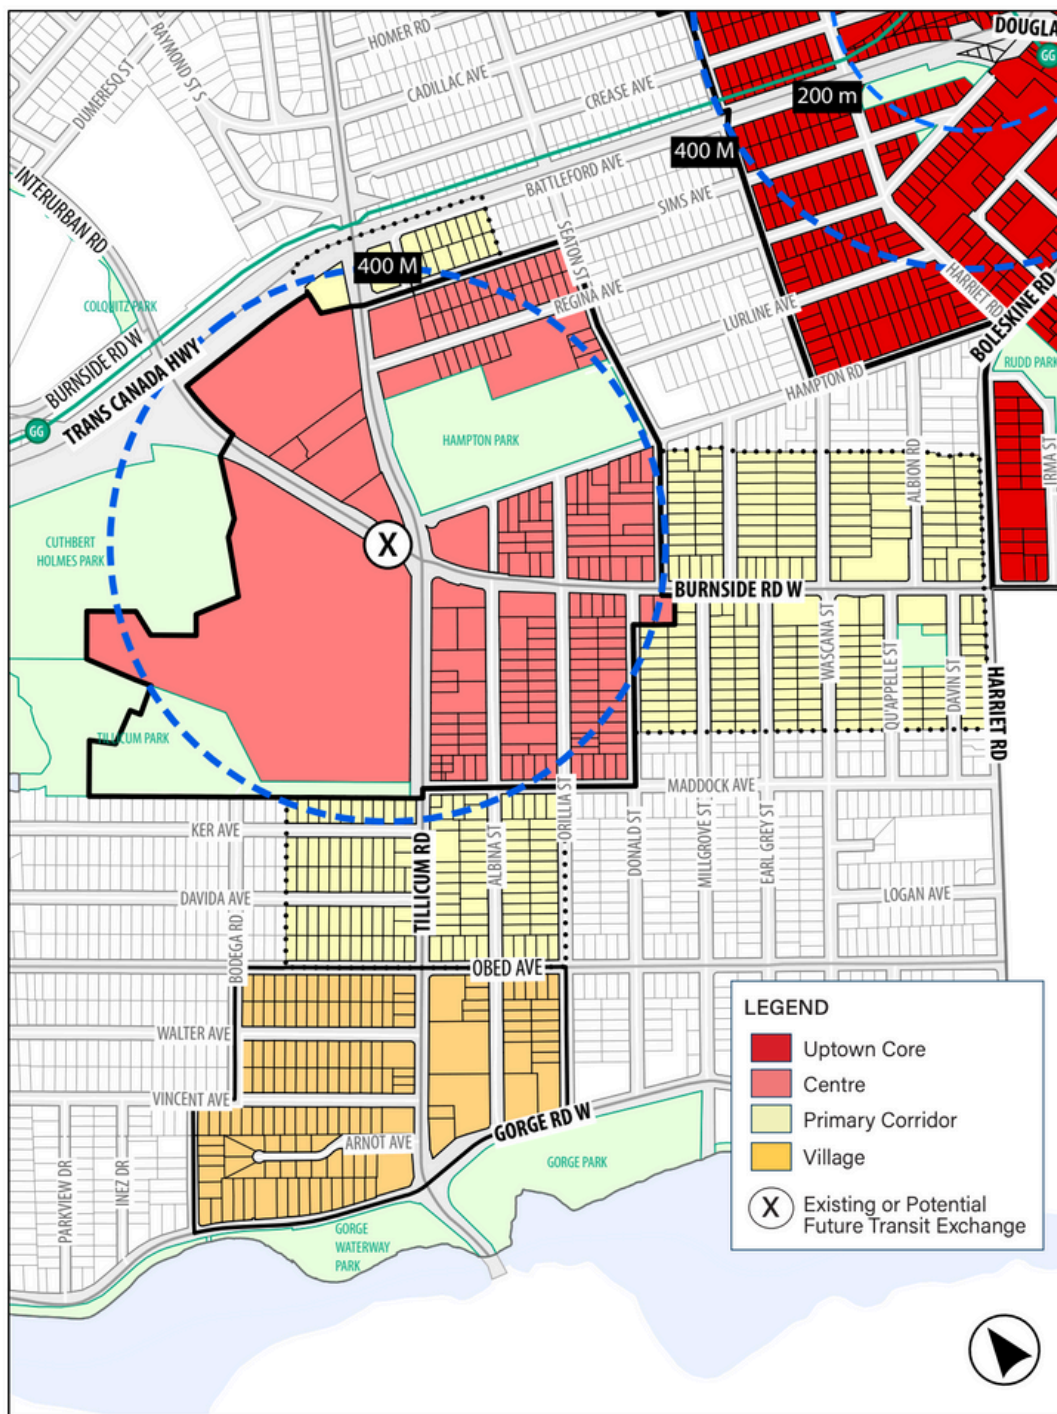 HOMER RD
RAYMOND ST S
DUMERESQ ST
CADILLAC AVE
CREASE AVE
DOUGLA
GG
200 m
400 M
BATTLEFORD AVE
SIMS AVE
INTERURBAN RD
SEATON ST
400 M
REGINA AVE
HARRIET RD
COLQUITZ PARK
LURLINE AVE
BOLESKINE RD
BURNSIDE RD W
TRANS CANADA HWY
RUDD PARK
HAMPTON RD
GG
HAMPTON PARK
ALBION RD
IRMA ST
CUTHBERT
HOLMES PARK
X
BURNSIDE RD W
WASCANA ST
QU'APPELLE ST
DAVIN ST
HARRIET RD
TILLICUM PARK
MADDOCK AVE
KER AVE
TILLICUM RD
ALBINA ST
ORILLIA ST
DONALD ST
MILLGROVE ST
EARL GREY ST
DAVIDA AVE
LOGAN AVE
BODEGA RD
OBED AVE
WALTER AVE
VINCENT AVE
ARNOT AVE
GORGE RD W
PARKVIEW DR
INEZ DR
GORGE PARK
GORGE
WATERWAY
PARK
LEGEND
Uptown Core
Centre
Primary Corridor
Village
X Existing or Potential
Future Transit Exchange